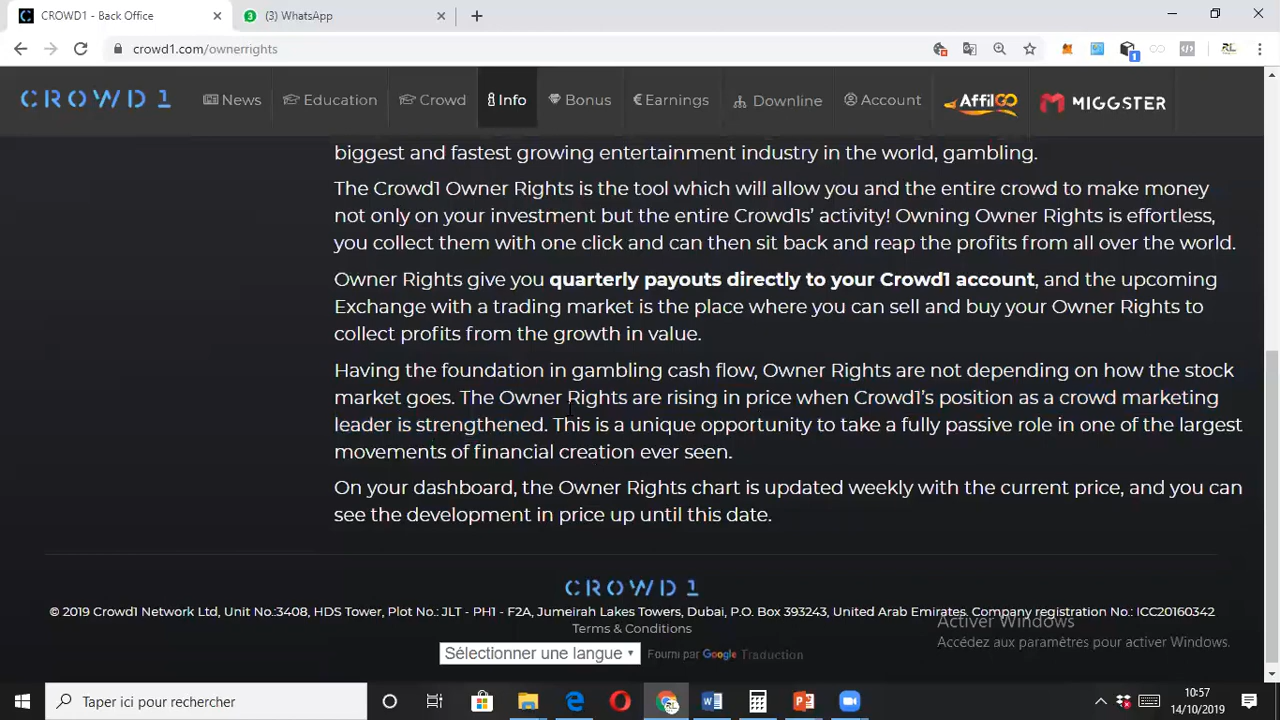 CROWD1 - Back Office
(3) WhatsApp
crowd1.com/ownerrights
CROWD1 News Education Crowd Info Bonus Earnings Downline Account AffilGO MIGGSTER
biggest and fastest growing entertainment industry in the world, gambling.
The Crowd1 Owner Rights is the tool which will allow you and the entire crowd to make money
not only on your investment but the entire Crowd1s' activity! Owning Owner Rights is effortless,
you collect them with one click and can then sit back and reap the profits from all over the world.
Owner Rights give you quarterly payouts directly to your Crowd1 account, and the upcoming
Exchange with a trading market is the place where you can sell and buy your Owner Rights to
collect profits from the growth in value.
Having the foundation in gambling cash flow, Owner Rights are not depending on how the stock
market goes. The Owner Rights are rising in price when Crowd1's position as a crowd marketing
leader is strengthened. This is a unique opportunity to take a fully passive role in one of the largest
movements of financial creation ever seen.
On your dashboard, the Owner Rights chart is updated weekly with the current price, and you can
see the development in price up until this date.
CROWD1
© 2019 Crowd1 Network Ltd, Unit No.:3408, HDS Tower, Plot No.: JLT - PH1 - F2A, Jumeirah Lakes Towers, Dubai, P.O. Box 393243, United Arab Emirates. Company registration No.: ICC20160342
Terms & Conditions
Activer Windows
Accédez aux paramètres pour activer Windows.
Sélectionner une langue Fourni par Google Traduction
Taper ici pour rechercher
10:57
14/10/2019